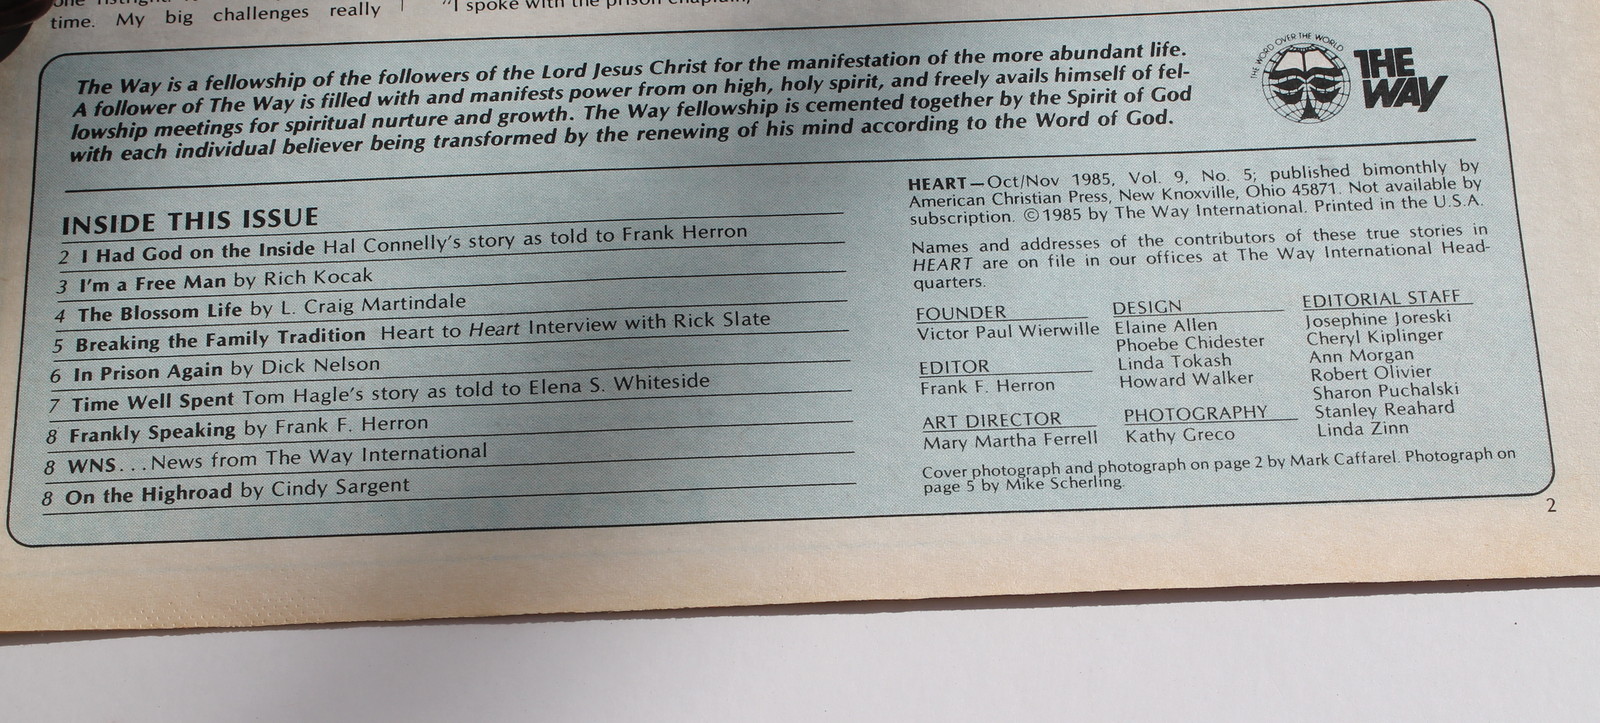 time. My big challenges really
"I spoke with the prison chaplain,
The Way is a fellowship of the followers of the Lord Jesus Christ for the manifestation of the more abundant life.
A follower of The Way is filled with and manifests power from on high, holy spirit, and freely avails himself of fel-
lowship meetings for spiritual nurture and growth. The Way fellowship is cemented together by the Spirit of God
with each individual believer being transformed by the renewing of his mind according to the Word of God.
THE WORD OVER THE WORLD
THE
WAY
INSIDE THIS ISSUE
2 I Had God on the Inside Hal Connelly's story as told to Frank Herron
3 I'm a Free Man by Rich Kocak
4 The Blossom Life by L. Craig Martindale
5 Breaking the Family Tradition Heart to Heart Interview with Rick Slate
6 In Prison Again by Dick Nelson
7 Time Well Spent Tom Hagle's story as told to Elena S. Whiteside
8 Frankly Speaking by Frank F. Herron
8 WNS...News from The Way International
8 On the Highroad by Cindy Sargent
HEART—Oct/Nov 1985, Vol. 9, No. 5; published bimonthly by
American Christian Press, New Knoxville, Ohio 45871. Not available by
subscription. ©1985 by The Way International. Printed in the U.S.A.
Names and addresses of the contributors of these true stories in
HEART are on file in our offices at The Way International Head-
quarters.
FOUNDER
Victor Paul Wierwille
EDITOR
Frank F. Herron
ART DIRECTOR
Mary Martha Ferrell
DESIGN
Elaine Allen
Phoebe Chidester
Linda Tokash
Howard Walker
PHOTOGRAPHY
Kathy Greco
EDITORIAL STAFF
Josephine Joreski
Cheryl Kiplinger
Ann Morgan
Robert Olivier
Sharon Puchalski
Stanley Reahard
Linda Zinn
Cover photograph and photograph on page 2 by Mark Caffarel. Photograph on
page 5 by Mike Scherling.
2